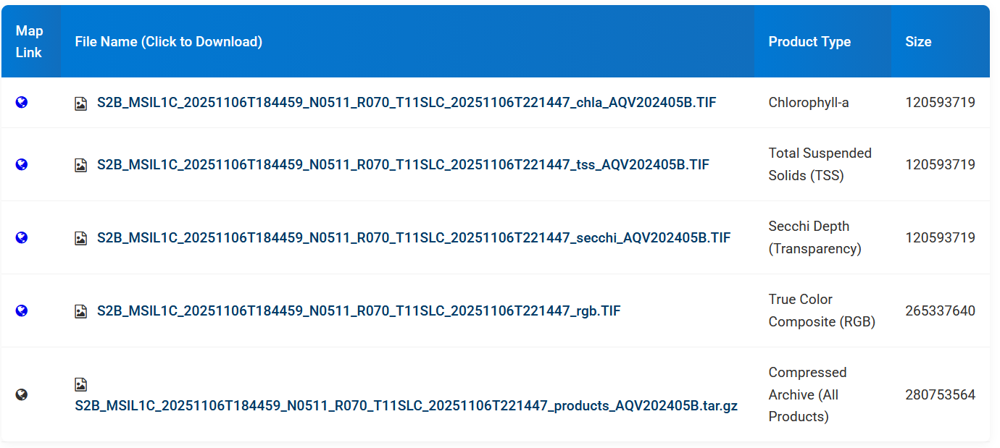 Map
Link
File Name (Click to Download)
Product Type
Size
S2B_MSIL1C_20251106T184459_N0511_R070_T11SLC_20251106T221447_chla_AQV202405B.TIF
Chlorophyll-a
120593719
S2B_MSIL1C_20251106T184459_N0511_R070_T11SLC_20251106T221447_tss_AQV202405B.TIF
Total Suspended
Solids (TSS)
120593719
S2B_MSIL1C_20251106T184459_N0511_R070_T11SLC_20251106T221447_secchi_AQV202405B.TIF
Secchi Depth
(Transparency)
120593719
S2B_MSIL1C_20251106T184459_N0511_R070_T11SLC_20251106T221447_rgb.TIF
True Color
Composite (RGB)
265337640
S2B_MSIL1C_20251106T184459_N0511_R070_T11SLC_20251106T221447_products_AQV202405B.tar.gz
Compressed
Archive (All
Products)
280753564